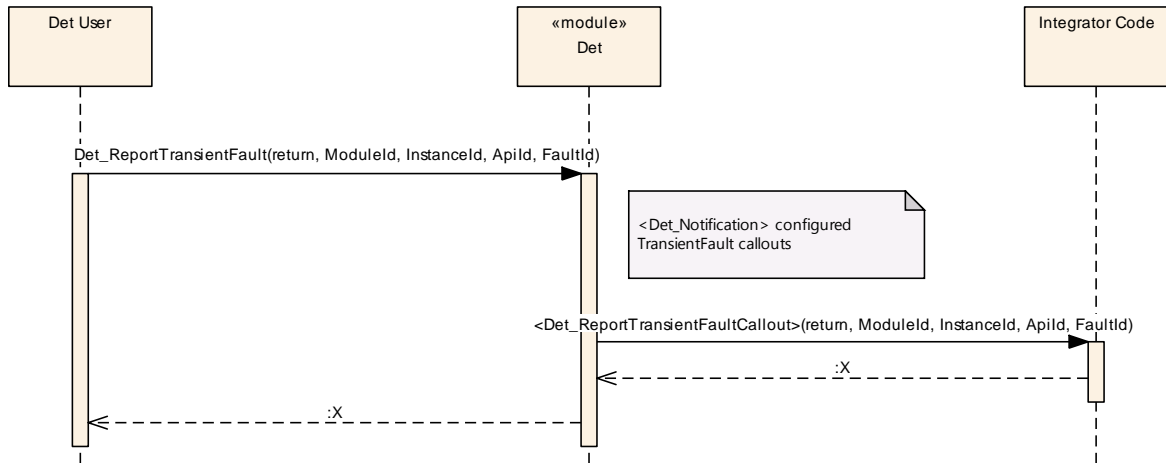 Det User
«module»
Det
Integrator Code
Det_ReportTransientFault(return, ModuleId, InstanceId, ApiId, FaultId)
<Det_Notification> configured
TransientFault callouts
<Det_ReportTransientFaultCallout>(return, ModuleId, InstanceId, ApiId, FaultId)
:X
:X